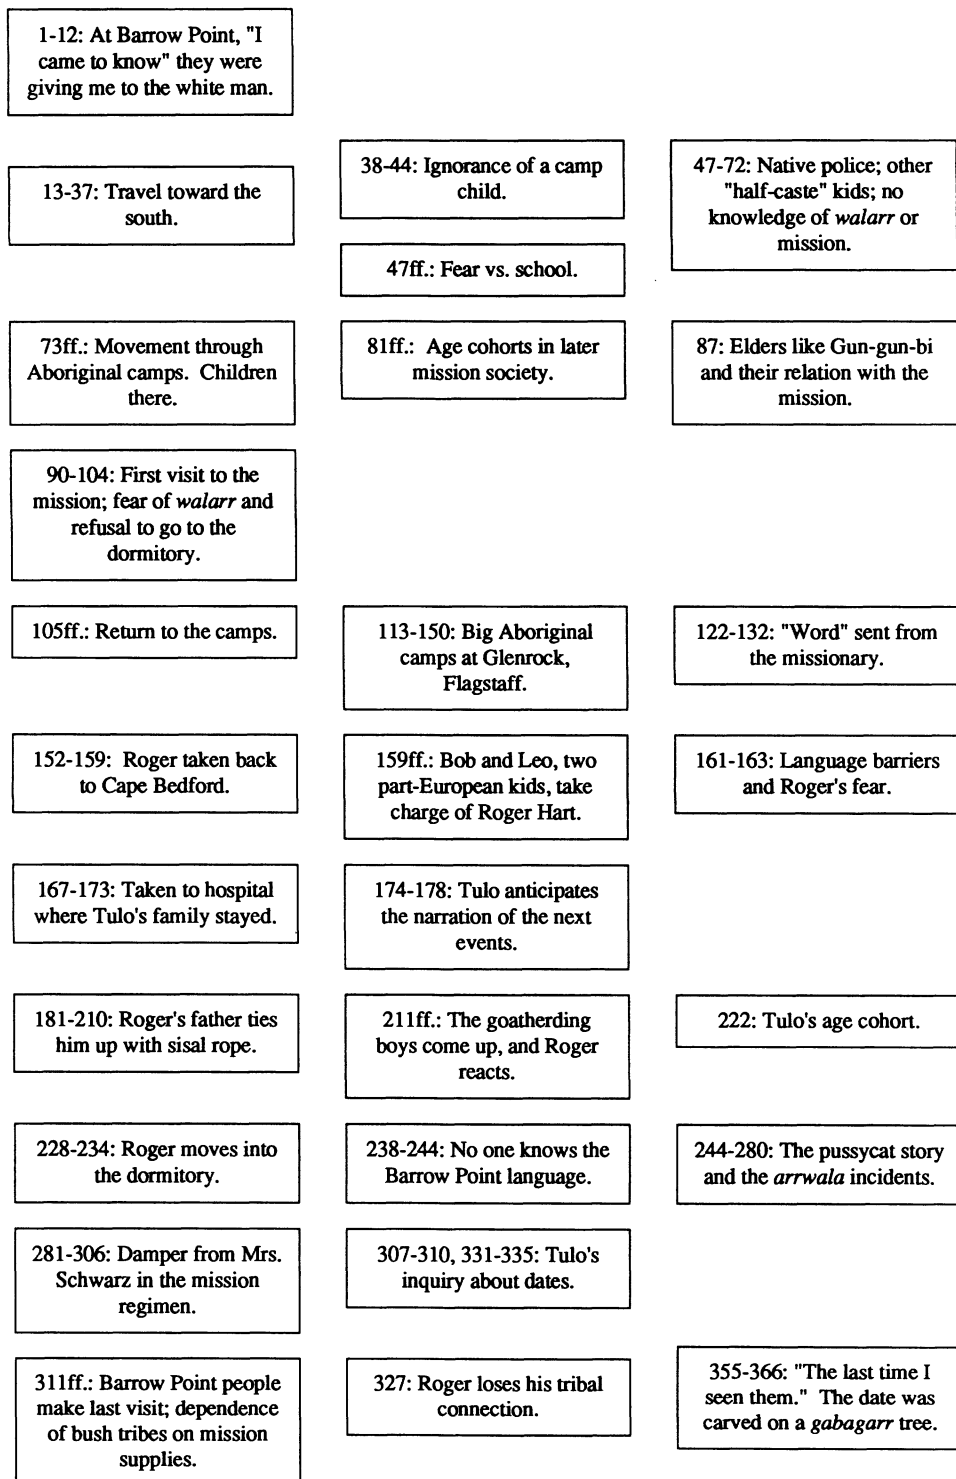 1-12: At Barrow Point, "I
came to know" they were
giving me to the white man.
13-37: Travel toward the
south.
38-44: Ignorance of a camp
child.
47ff.: Fear vs. school.
47-72: Native police; other
"half-caste" kids; no
knowledge of walarr or
mission.
73ff.: Movement through
Aboriginal camps. Children
there.
81ff.: Age cohorts in later
mission society.
87: Elders like Gun-gun-bi
and their relation with the
mission.
90-104: First visit to the
mission; fear of walarr and
refusal to go to the
dormitory.
105ff.: Return to the camps.
113-150: Big Aboriginal
camps at Glenrock,
Flagstaff.
122-132: "Word" sent from
the missionary.
152-159: Roger taken back
to Cape Bedford.
159ff.: Bob and Leo, two
part-European kids, take
charge of Roger Hart.
161-163: Language barriers
and Roger's fear.
167-173: Taken to hospital
where Tulo's family stayed.
174-178: Tulo anticipates
the narration of the next
events.
181-210: Roger's father ties
him up with sisal rope.
211ff.: The goatherding
boys come up, and Roger
reacts.
222: Tulo's age cohort.
228-234: Roger moves into
the dormitory.
238-244: No one knows the
Barrow Point language.
244-280: The pussycat story
and the arrwala incidents.
281-306: Damper from Mrs.
Schwarz in the mission
regimen.
307-310, 331-335: Tulo's
inquiry about dates.
311ff.: Barrow Point people
make last visit; dependence
of bush tribes on mission
supplies.
327: Roger loses his tribal
connection.
355-366: "The last time I
seen them." The date was
carved on a gabagarr tree.